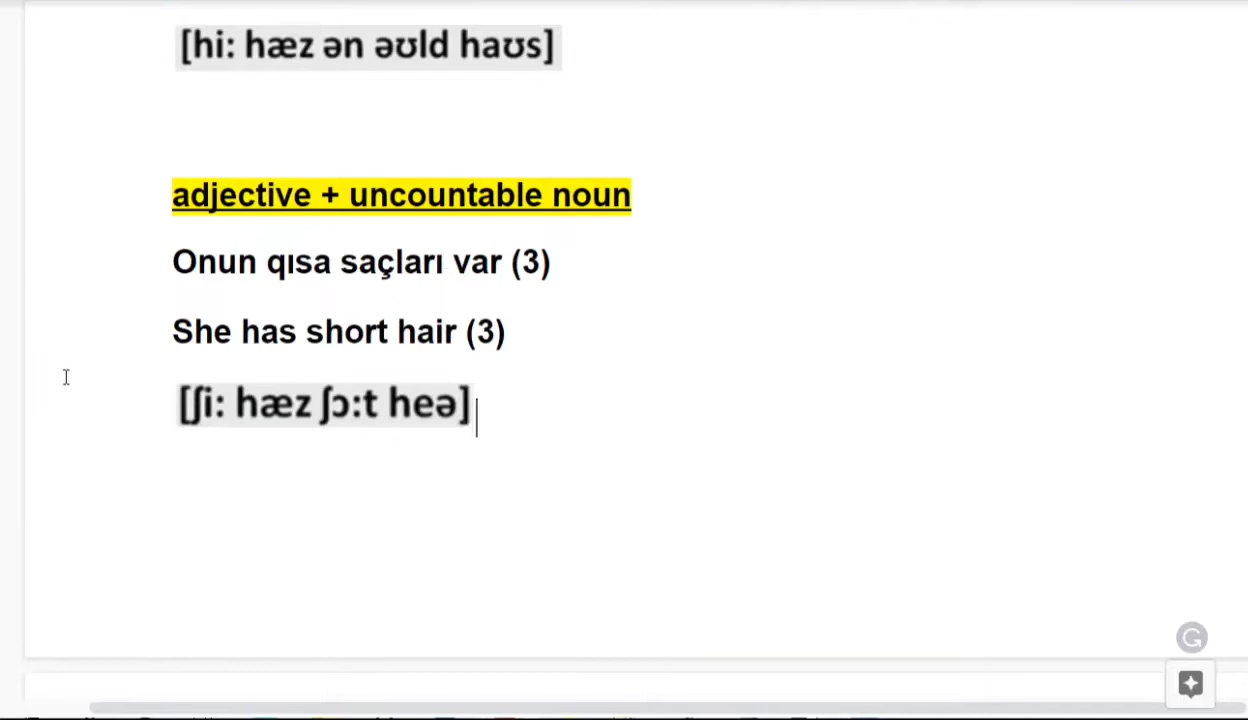 [hi: hæz ən əʊld haʊs]
adjective + uncountable noun
Onun qısa saçları var (3)
She has short hair (3)
[ʃi: hæz ʃɔ:t heə]